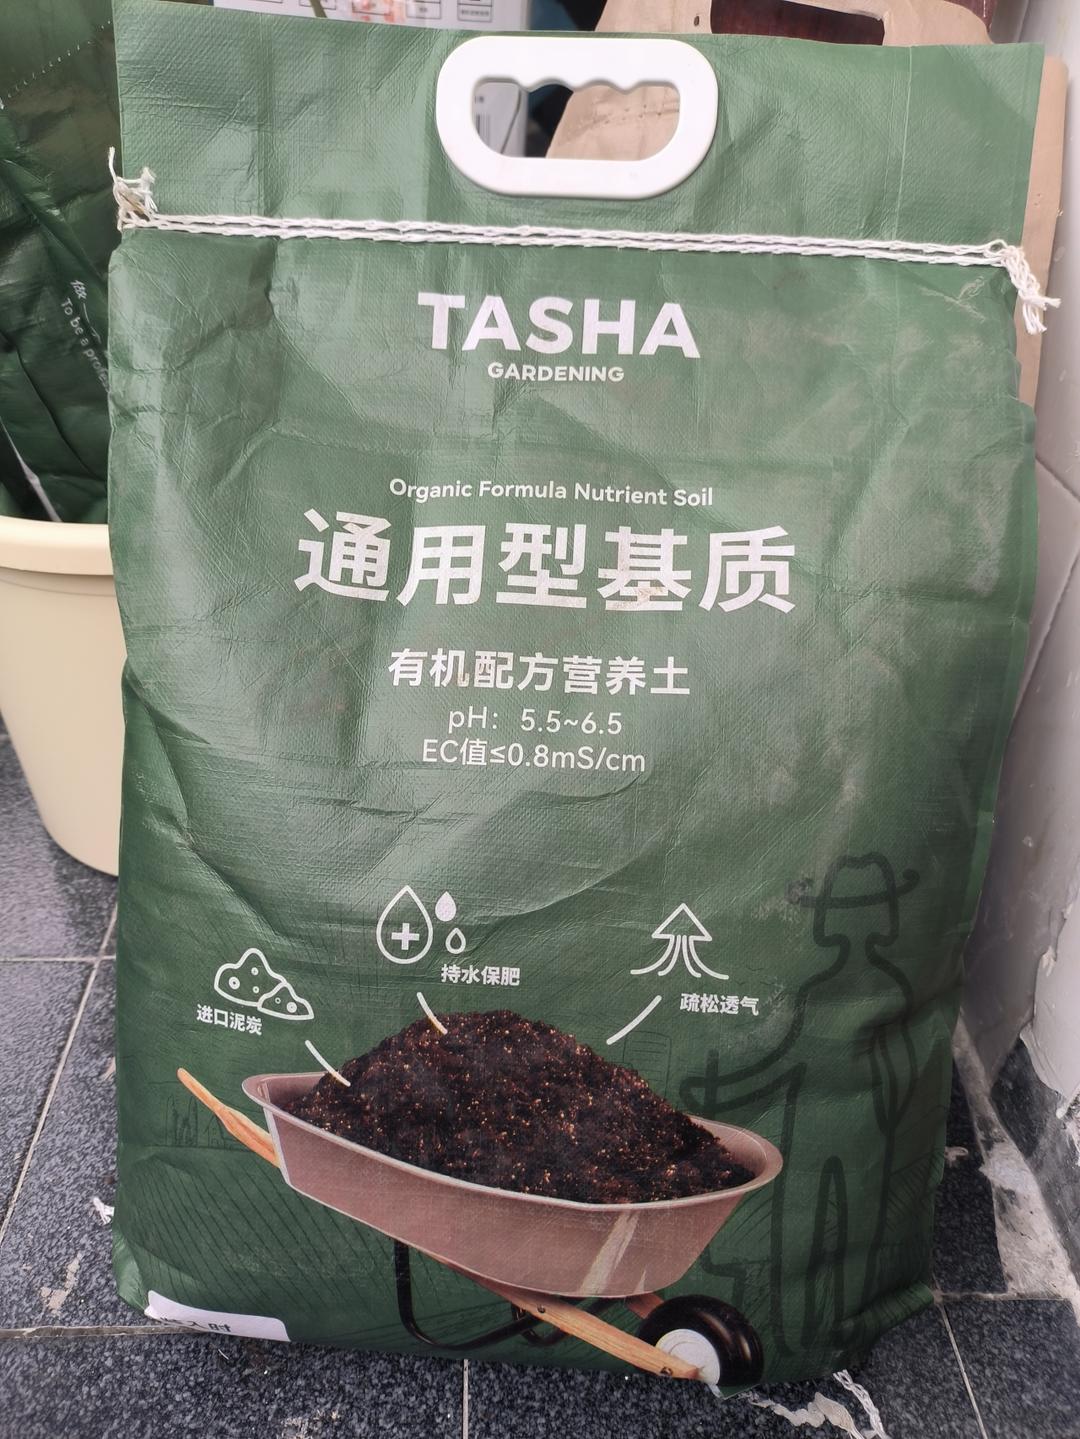 TASHA
GARDENING
Organic Formula Nutrient Soil
通用型基质
有机配方营养土
pH：5.5~6.5
EC值≤0.8mS/cm
持水保肥
疏松透气
进口泥炭
To be a